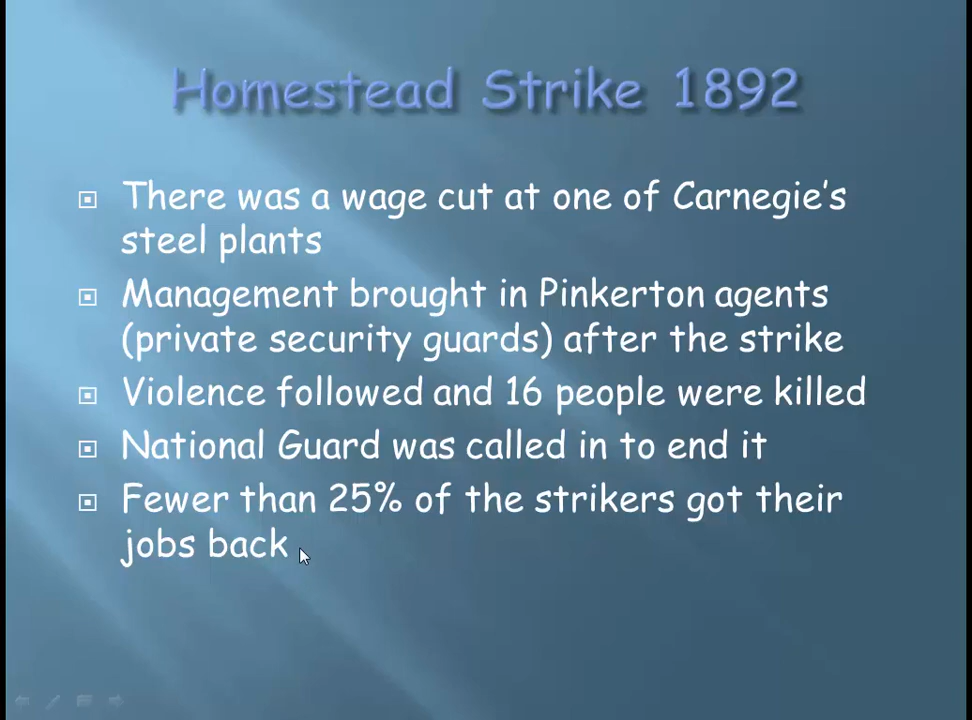 Homestead Strike 1892
There was a wage cut at one of Carnegie's
steel plants
Management brought in Pinkerton agents
(private security guards) after the strike
Violence followed and 16 people were killed
National Guard was called in to end it
Fewer than 25% of the strikers got their
jobs back